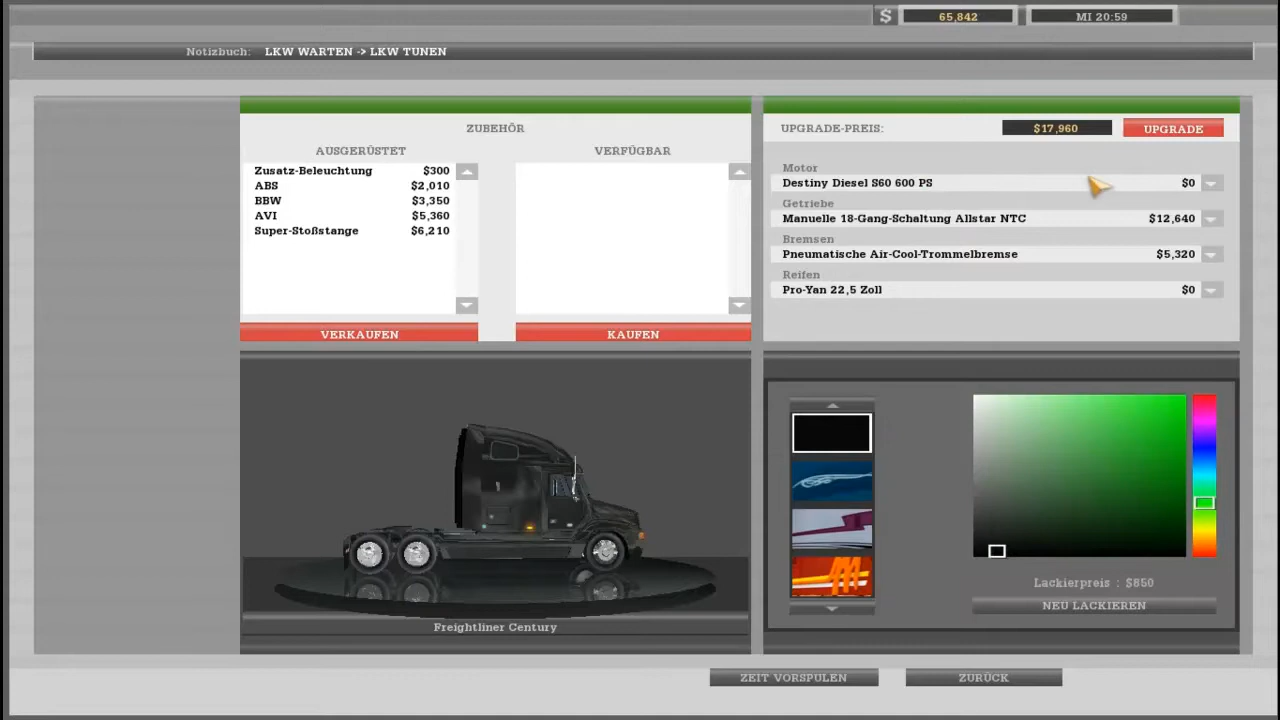 $ 65,842 MI 20:59
Notizbuch: LKW WARTEN -> LKW TUNEN
ZUBEHÖR
AUSGERÜSTET
Zusatz-Beleuchtung $300
ABS $2,010
BBW $3,350
AVI $5,360
Super-Stoßstange $6,210
VERKAUFEN
VERFÜGBAR
KAUFEN
UPGRADE-PREIS: $17,960 UPGRADE
Motor
Destiny Diesel S60 600 PS $0
Getriebe
Manuelle 18-Gang-Schaltung Allstar NTC $12,640
Bremsen
Pneumatische Air-Cool-Trommelbremse $5,320
Reifen
Pro-Yan 22,5 Zoll $0
Freightliner Century
Lackierpreis : $850
NEU LACKIEREN
ZEIT VORSPULEN ZURÜCK